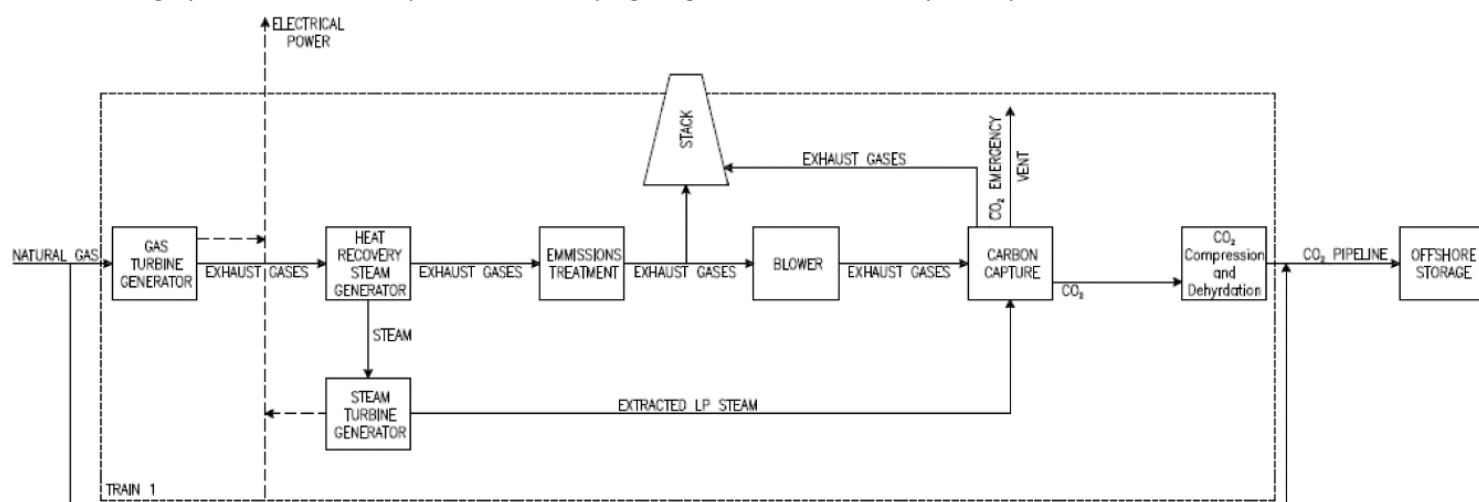 ELECTRICAL
POWER
STACK
EXHAUST GASES
CO₂ EMERGENCY
VENT
NATURAL GAS
GAS
TURBINE
GENERATOR
EXHAUST GASES
HEAT
RECOVERY
STEAM
GENERATOR
EXHAUST GASES
EMMISSIONS
TREATMENT
EXHAUST GASES
BLOWER
EXHAUST GASES
CARBON
CAPTURE
CO₂
CO₂
Compression
and
Dehyrdation
CO₂ PIPELINE
OFFSHORE
STORAGE
STEAM
STEAM
TURBINE
GENERATOR
EXTRACTED LP STEAM
TRAIN 1